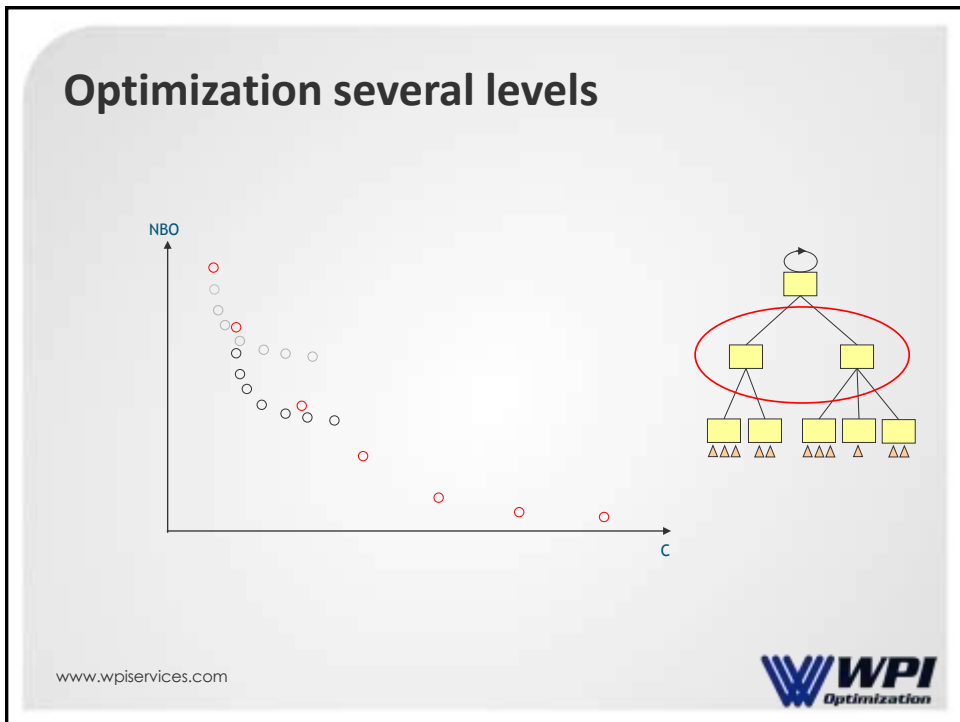 Optimization several levels
NBO
C
www.wpiservices.com
WPI
Optimization